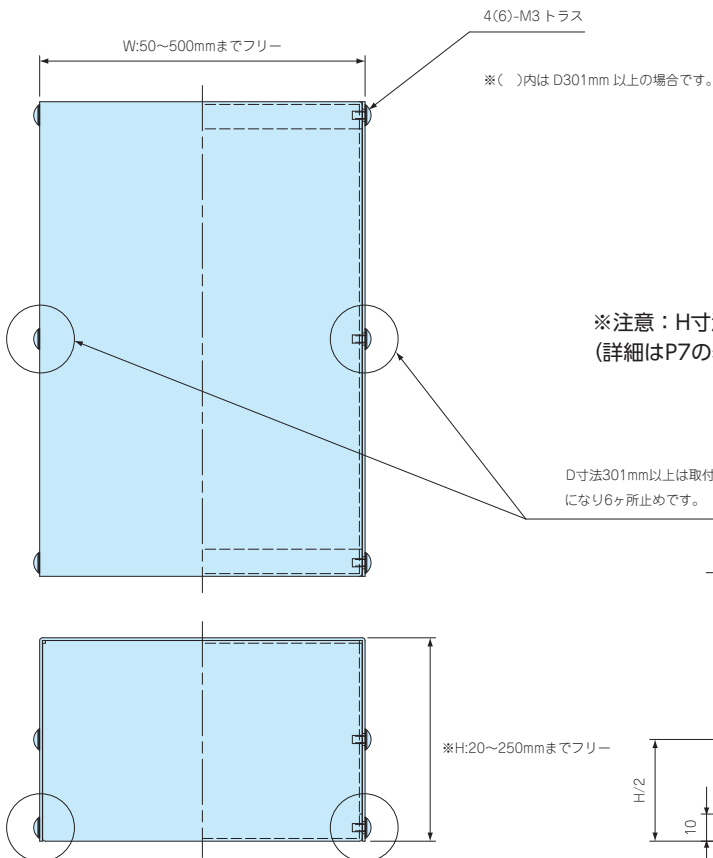 4(6)-M3 トラス
W:50～500mmまでフリー
※(　)内は D301mm 以上の場合です。
※注意：H寸
(詳細はP7の
D寸法301mm以上は取付
になり6ヶ所止めです。
※H:20～250mmまでフリー
H/2
10